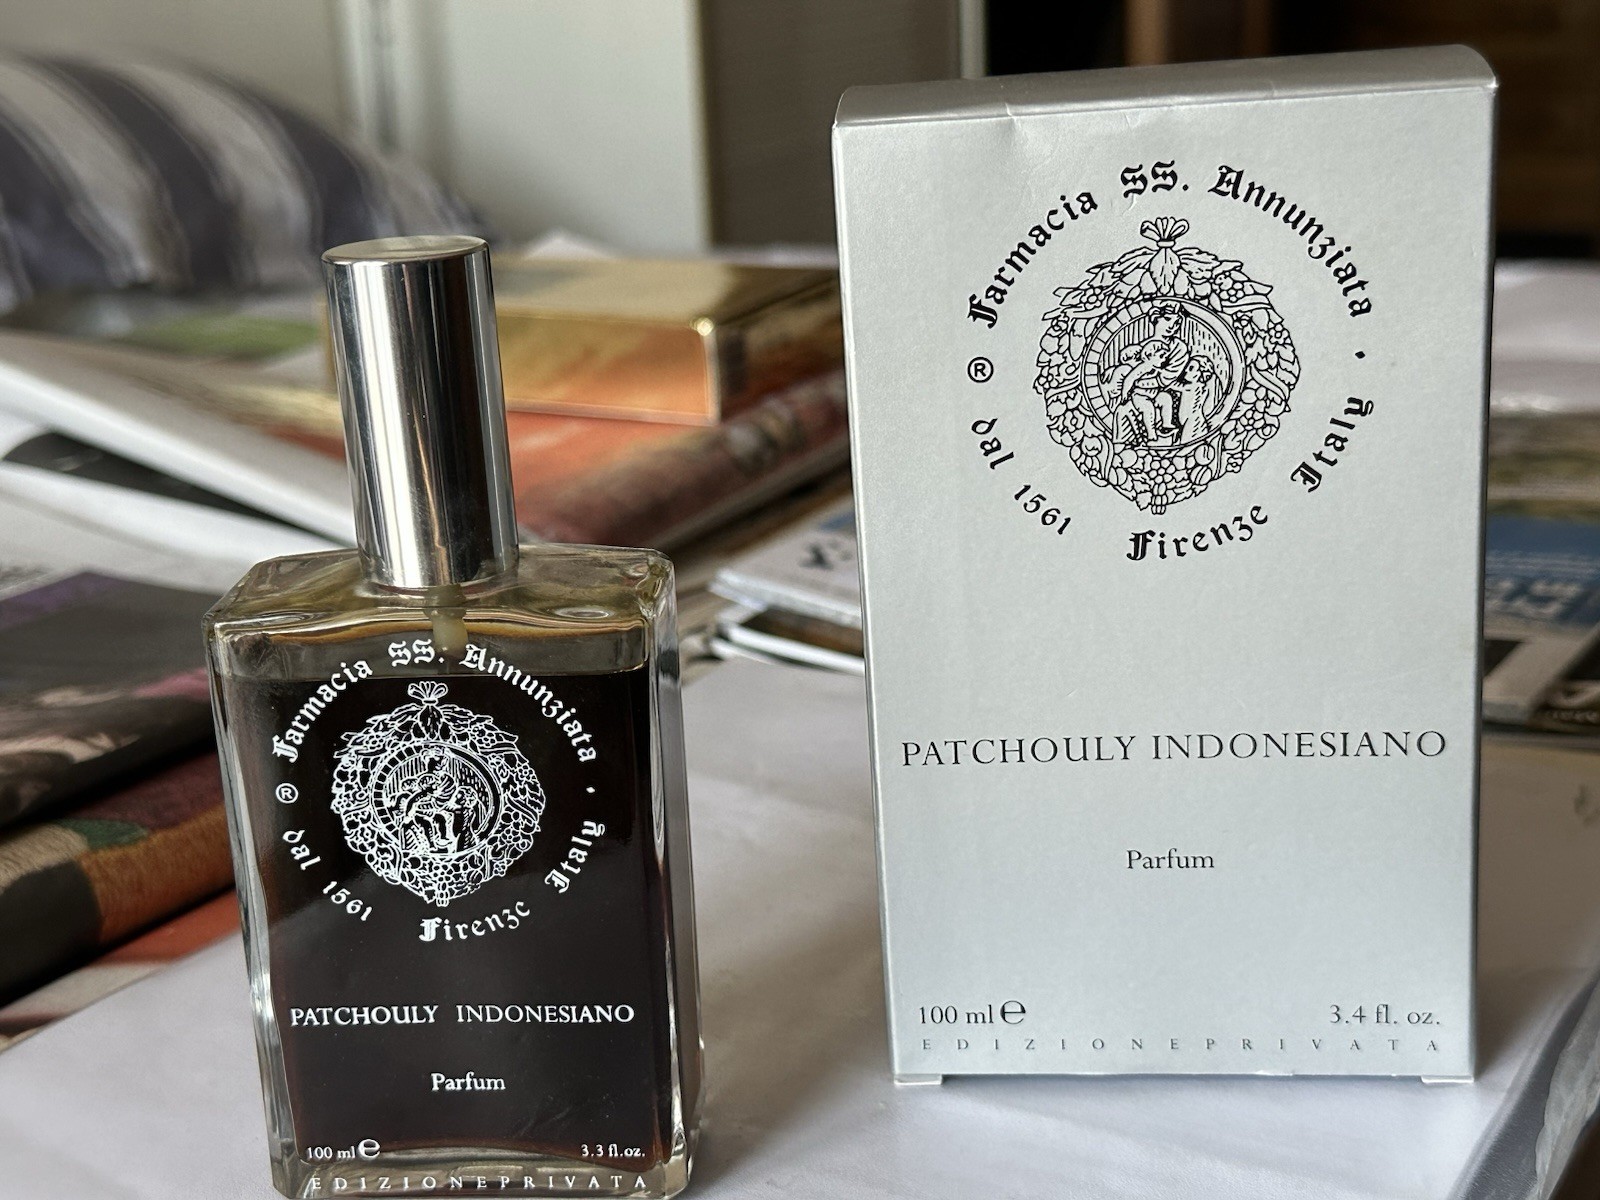 Farmacia SS. Annunziata · Italy
Firenze
® dal 1561
PATCHOULY INDONESIANO
Parfum
100 ml ℮ 3.3 fl.oz.
EDIZIONEPRIVATA
Farmacia SS. Annunziata · Italy
Firenze
® dal 1561
PATCHOULY INDONESIANO
Parfum
100 ml ℮ 3.4 fl. oz.
EDIZIONEPRIVATA